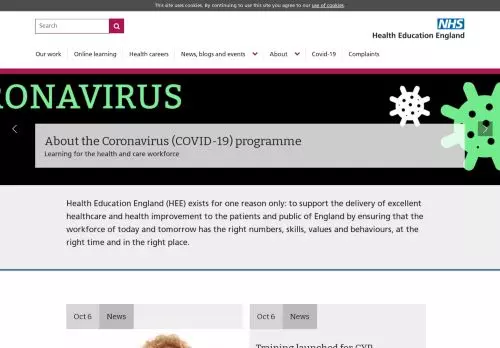 This site uses cookies. By continuing to use this site you agree to our use of cookies.
Search
NHS
Health Education England
Our work Online learning Health careers News, blogs and events About Covid-19 Complaints
RONAVIRUS
About the Coronavirus (COVID-19) programme
Learning for the health and care workforce
Health Education England (HEE) exists for one reason only: to support the delivery of excellent
healthcare and health improvement to the patients and public of England by ensuring that the
workforce of today and tomorrow has the right numbers, skills, values and behaviours, at the
right time and in the right place.
Oct 6 News
Oct 6 News
Training launched for CYP